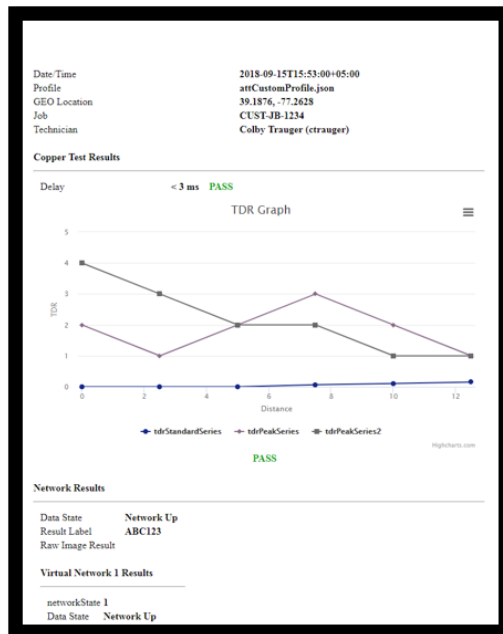 Date/Time 2018-09-15T15:53:00+05:00
Profile attCustomProfile.json
GEO Location 39.1876, -77.2628
Job CUST-JB-1234
Technician Colby Trauger (ctrauger)
Copper Test Results
Delay < 3 ms PASS
TDR Graph
5
4
3
2
1
0
TDR
0 2 4 6 8 10 12
Distance
tdrStandardSeries tdrPeakSeries tdrPeakSeries2
Highcharts.com
PASS
Network Results
Data State Network Up
Result Label ABC123
Raw Image Result
Virtual Network 1 Results
networkState 1
Data State Network Up